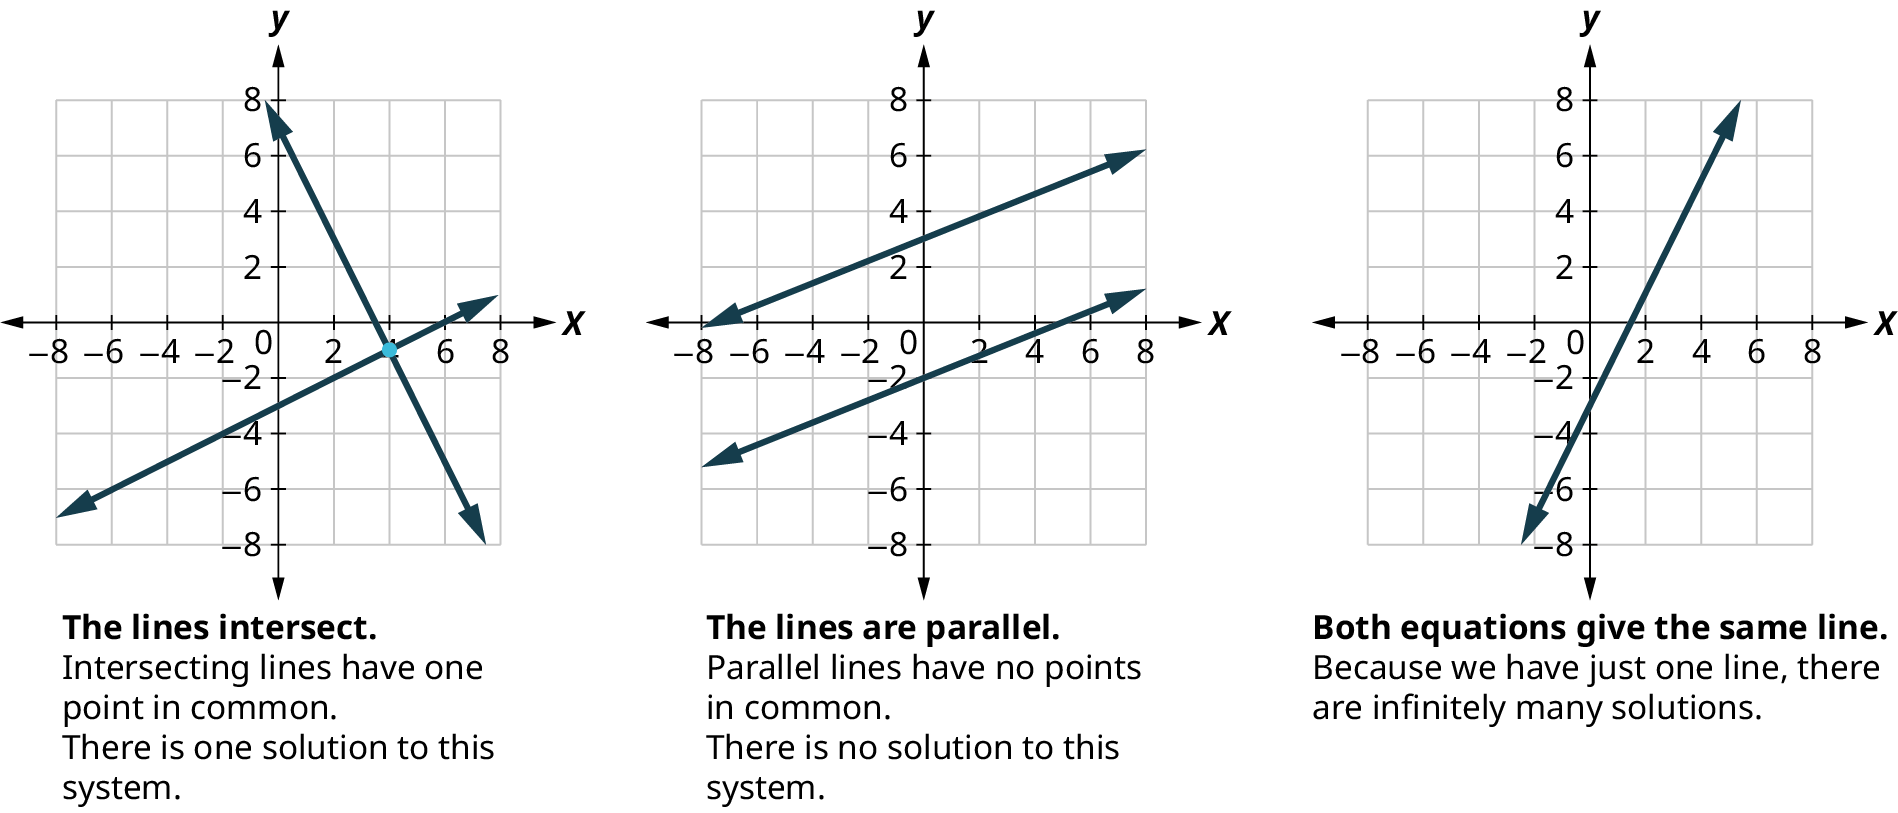 y
8
6
4
2
0
−8 −6 −4 −2 2 6 8
X
−2
−4
−6
−8
The lines intersect.
Intersecting lines have one
point in common.
There is one solution to this
system.
y
8
6
4
2
0
−8 −6 −4 −2 2 4 6 8
X
−2
−4
−6
−8
The lines are parallel.
Parallel lines have no points
in common.
There is no solution to this
system.
y
8
6
4
2
0
−8 −6 −4 −2 2 4 6 8
X
−2
−4
−6
−8
Both equations give the same line.
Because we have just one line, there
are infinitely many solutions.